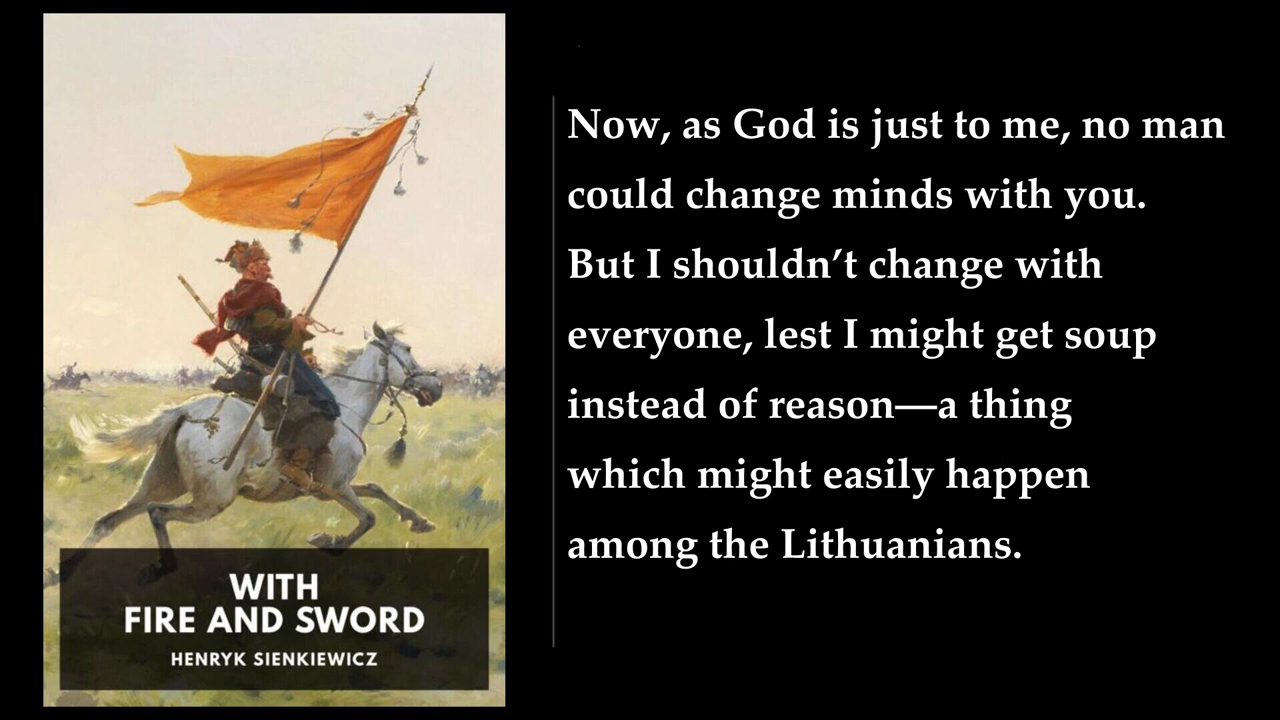 WITH
FIRE AND SWORD
HENRYK SIENKIEWICZ
Now, as God is just to me, no man
could change minds with you.
But I shouldn’t change with
everyone, lest I might get soup
instead of reason—a thing
which might easily happen
among the Lithuanians.